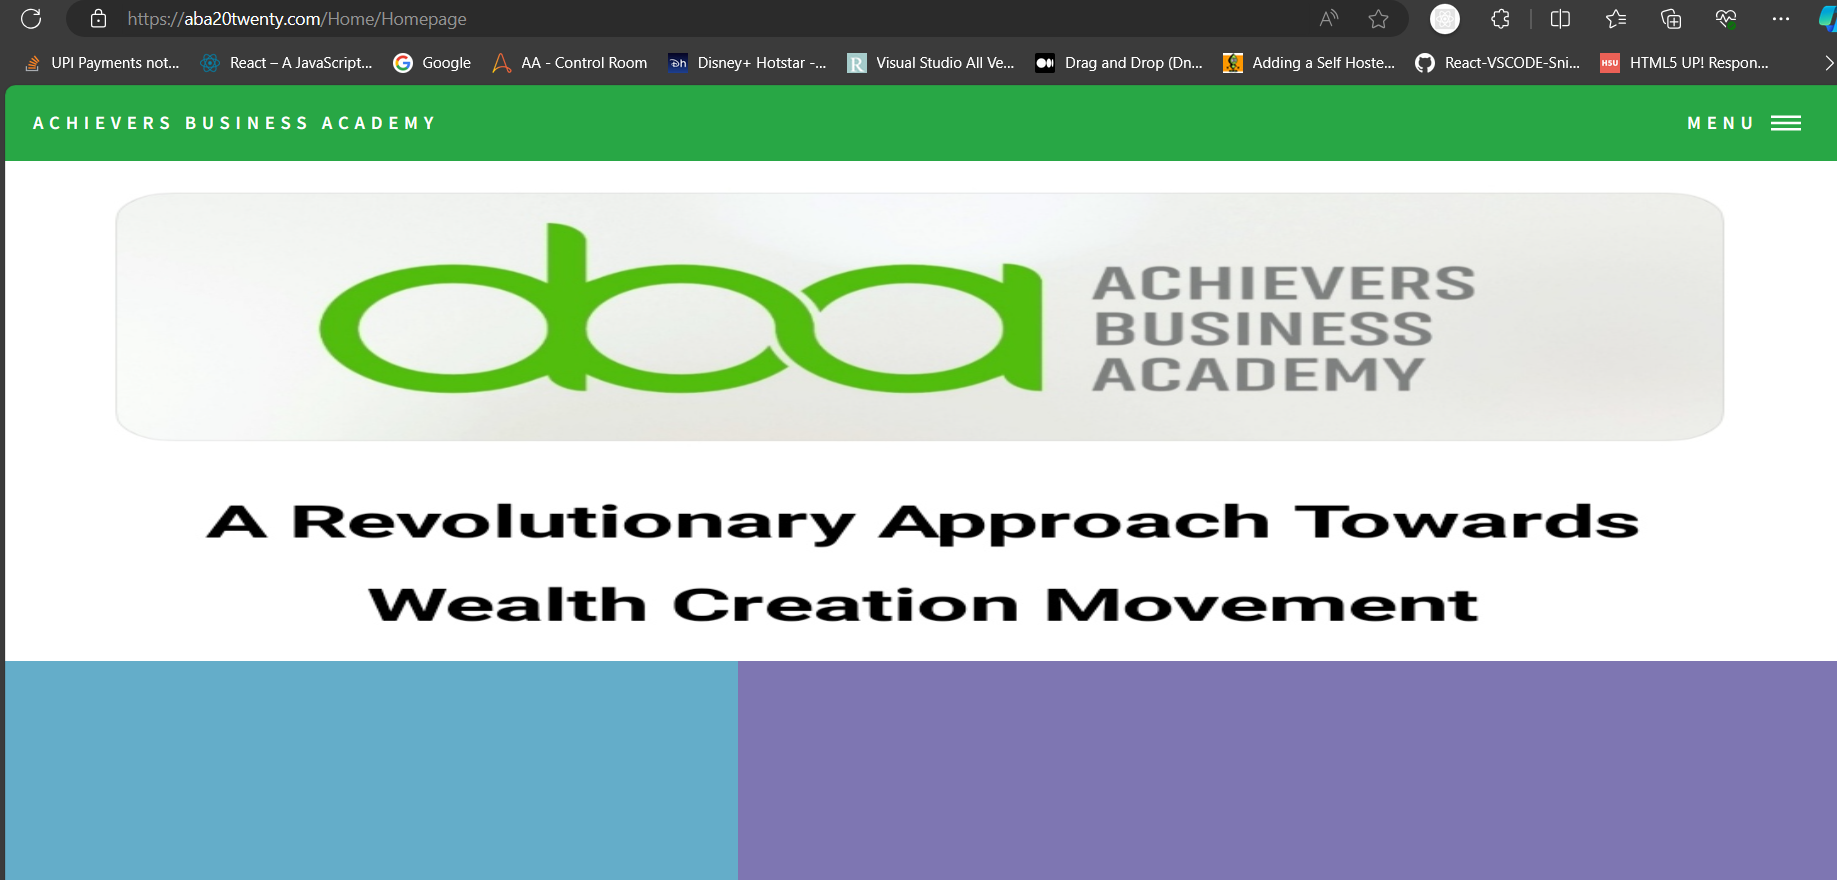 https://aba20twenty.com/Home/Homepage
UPI Payments not... React – A JavaScript... Google AA - Control Room Disney+ Hotstar -... Visual Studio All Ve... Drag and Drop (Dn... Adding a Self Hoste... React-VSCODE-Sni... HTML5 UP! Respon...
ACHIEVERS BUSINESS ACADEMY MENU
aba
ACHIEVERS
BUSINESS
ACADEMY
A Revolutionary Approach Towards
Wealth Creation Movement